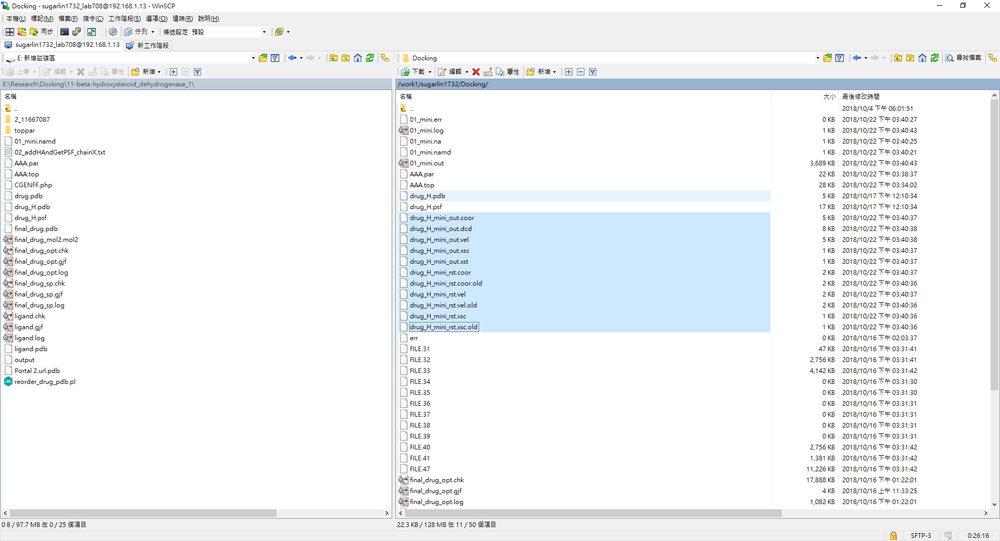 Docking - sugarlin1732_lab708@192.168.1.13 - WinSCP
本機(L) 標記(M) 檔案(F) 指令(C) 工作階段(S) 選項(O) 遠端(R) 說明(H)
同步 佇列 傳送設定 預設
sugarlin1732_lab708@192.168.1.13 新工作階段
E: 新增磁碟區
上傳 編輯 屬性 新增
E:\Research\Docking\11-beta-hydroxysteroid_dehydrogenase_1\
名稱
..
2_11667087
toppar
01_mini.namd
02_addHAndGetPSF_chainX.txt
AAA.par
AAA.top
CGENFF.php
drug.pdb
drug_H.pdb
drug_H.psf
final_drug.pdb
final_drug_mol2.mol2
final_drug_opt.chk
final_drug_opt.gjf
final_drug_opt.log
final_drug_sp.chk
final_drug_sp.gjf
final_drug_sp.log
ligand.chk
ligand.gjf
ligand.log
ligand.pdb
output
Portal 2.url.pdb
reorder_drug_pdb.pl
0 B / 97.7 MB 在 0 / 25 個項目
Docking 尋找檔案
下載 編輯 屬性 新增
/work1/sugarlin1732/Docking/
名稱 大小 最後修改時間
.. 2018/10/4 下午 06:01:51
01_mini.err 0 KB 2018/10/22 下午 03:40:27
01_mini.log 1 KB 2018/10/22 下午 03:40:43
01_mini.na 1 KB 2018/10/22 下午 03:40:25
01_mini.namd 1 KB 2018/10/22 下午 03:40:21
01_mini.out 3,689 KB 2018/10/22 下午 03:40:43
AAA.par 22 KB 2018/10/22 下午 03:38:37
AAA.top 28 KB 2018/10/22 下午 03:34:02
drug_H.pdb 5 KB 2018/10/17 下午 12:10:34
drug_H.psf 17 KB 2018/10/17 下午 12:10:34
drug_H_mini_out.coor 5 KB 2018/10/22 下午 03:40:37
drug_H_mini_out.dcd 8 KB 2018/10/22 下午 03:40:38
drug_H_mini_out.vel 5 KB 2018/10/22 下午 03:40:38
drug_H_mini_out.xsc 1 KB 2018/10/22 下午 03:40:37
drug_H_mini_out.xst 1 KB 2018/10/22 下午 03:40:37
drug_H_mini_rst.coor 2 KB 2018/10/22 下午 03:40:37
drug_H_mini_rst.coor.old 2 KB 2018/10/22 下午 03:40:36
drug_H_mini_rst.vel 2 KB 2018/10/22 下午 03:40:37
drug_H_mini_rst.vel.old 2 KB 2018/10/22 下午 03:40:36
drug_H_mini_rst.xsc 1 KB 2018/10/22 下午 03:40:36
drug_H_mini_rst.xsc.old 1 KB 2018/10/22 下午 03:40:36
err 0 KB 2018/10/16 下午 02:03:37
FILE.31 47 KB 2018/10/16 下午 03:31:41
FILE.32 2,756 KB 2018/10/16 下午 03:31:41
FILE.33 4,142 KB 2018/10/16 下午 03:31:42
FILE.34 0 KB 2018/10/16 下午 03:31:30
FILE.35 0 KB 2018/10/16 下午 03:31:30
FILE.36 0 KB 2018/10/16 下午 03:31:31
FILE.37 0 KB 2018/10/16 下午 03:31:31
FILE.38 0 KB 2018/10/16 下午 03:31:31
FILE.39 0 KB 2018/10/16 下午 03:31:31
FILE.40 2,756 KB 2018/10/16 下午 03:31:42
FILE.41 1,381 KB 2018/10/16 下午 03:31:42
FILE.47 11,226 KB 2018/10/16 下午 03:31:42
final_drug_opt.chk 17,888 KB 2018/10/16 下午 01:22:01
final_drug_opt.gjf 4 KB 2018/10/16 上午 11:33:25
final_drug_opt.log 1,082 KB 2018/10/16 下午 01:22:01
22.3 KB / 128 MB 在 11 / 50 個項目
SFTP-3 0:26:16